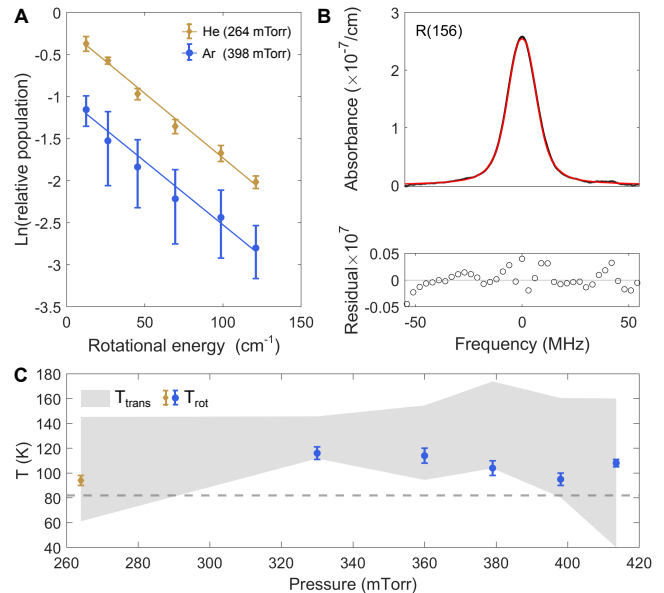 A
He (264 mTorr)
Ar (398 mTorr)
Ln(relative population)
0
-0.5
-1
-1.5
-2
-2.5
-3
-3.5
0
50
100
150
Rotational energy (cm⁻¹)
B
R(156)
Absorbance (×10⁻⁷/cm)
3
2
1
0
Residual×10⁷
0.05
0
-0.05
-50
0
50
Frequency (MHz)
C
T_trans
T_rot
T (K)
180
160
140
120
100
80
60
40
260
280
300
320
340
360
380
400
420
Pressure (mTorr)